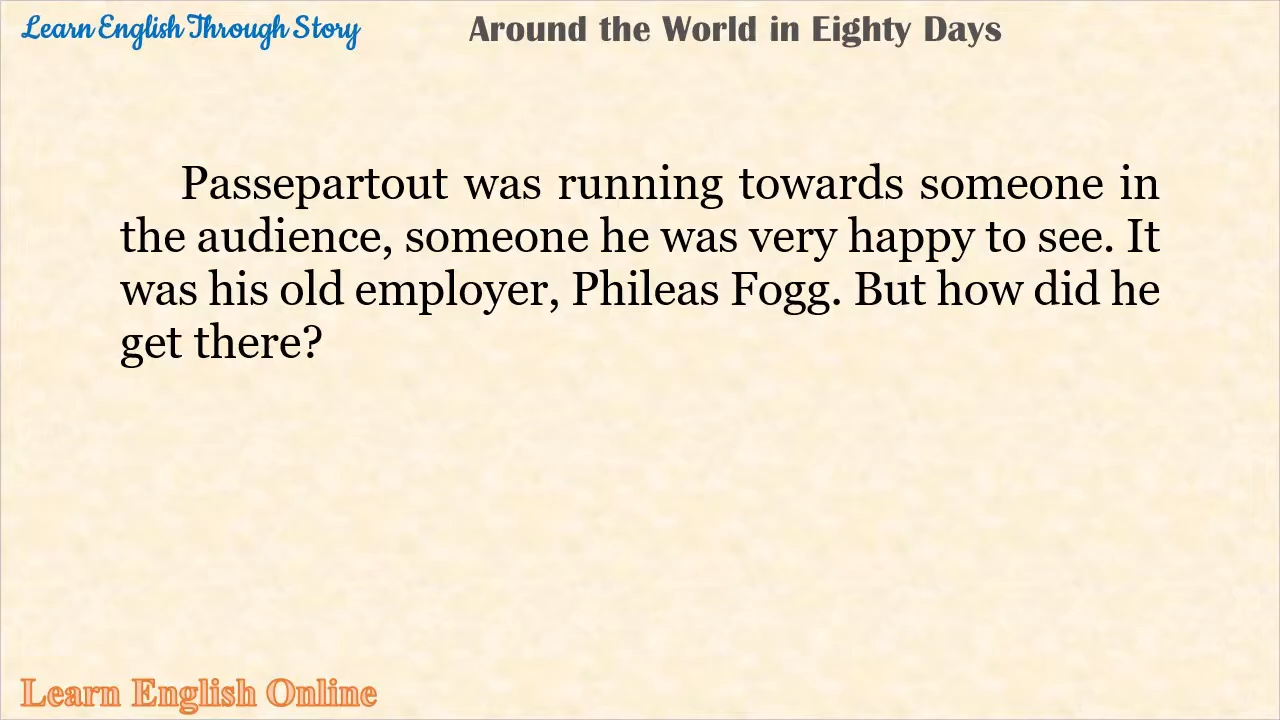 Learn English Through Story
Around the World in Eighty Days
Passepartout was running towards someone in
the audience, someone he was very happy to see. It
was his old employer, Phileas Fogg. But how did he
get there?
Learn English Online